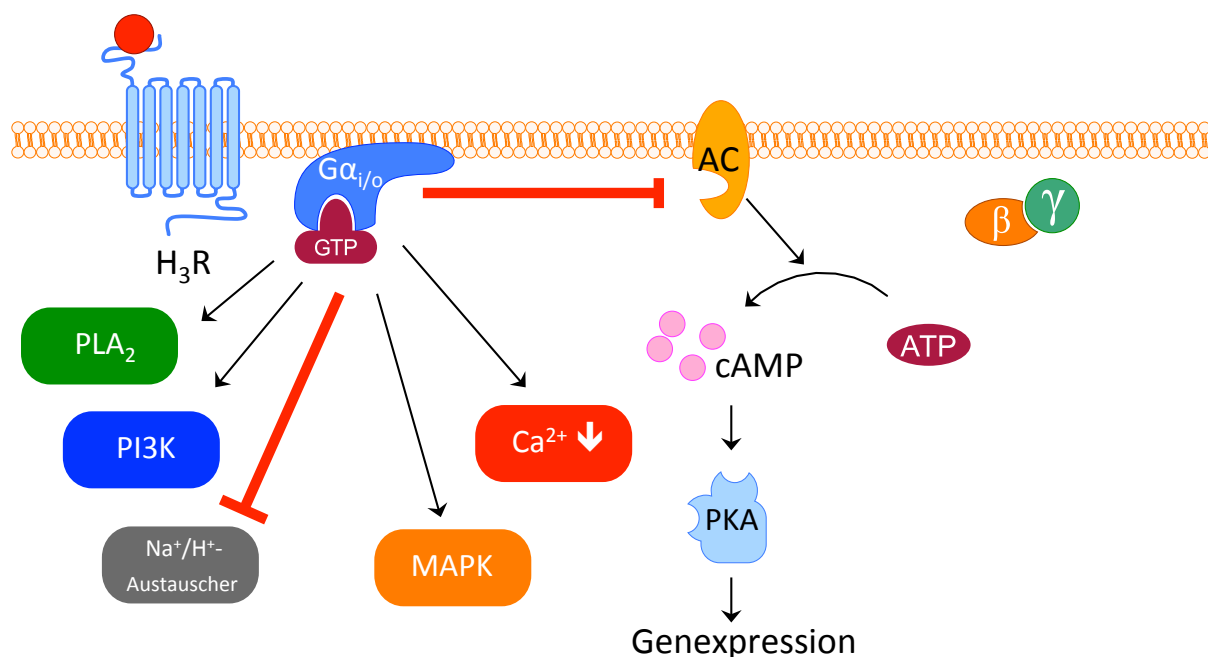 Gαi/o
GTP
H₃R
AC
β
γ
PLA₂
PI3K
Na⁺/H⁺-
Austauscher
MAPK
Ca²⁺
cAMP
ATP
PKA
Genexpression